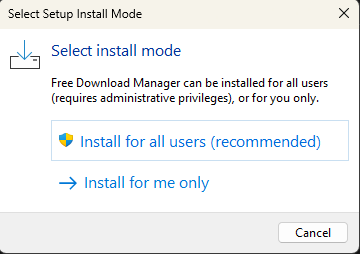 Select Setup Install Mode
Select install mode
Free Download Manager can be installed for all users
(requires administrative privileges), or for you only.
Install for all users (recommended)
Install for me only
Cancel